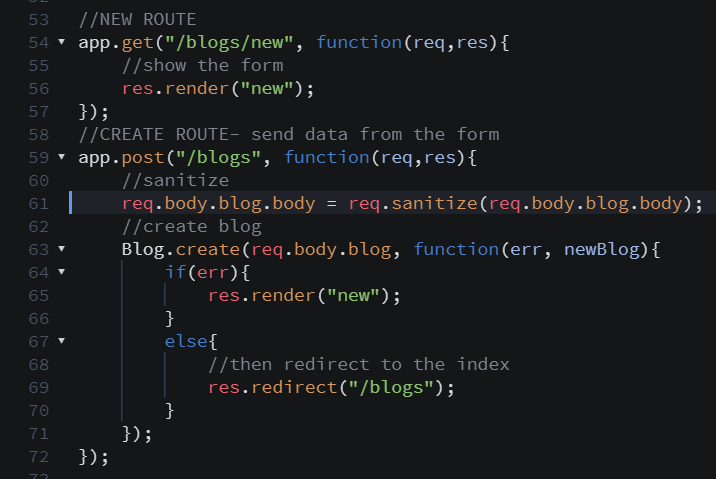 53 //NEW ROUTE
54 app.get("/blogs/new", function(req,res){
55 //show the form
56 res.render("new");
57 });
58 //CREATE ROUTE- send data from the form
59 app.post("/blogs", function(req,res){
60 //sanitize
61 req.body.blog.body = req.sanitize(req.body.blog.body);
62 //create blog
63 Blog.create(req.body.blog, function(err, newBlog){
64 if(err){
65 res.render("new");
66 }
67 else{
68 //then redirect to the index
69 res.redirect("/blogs");
70 }
71 });
72 });